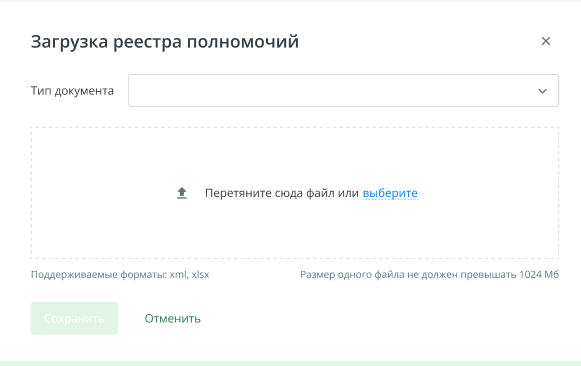 Загрузка реестра полномочий
Тип документа
Перетяните сюда файл или выберите
Поддерживаемые форматы: xml, xlsx
Размер одного файла не должен превышать 1024 Мб
Сохранить
Отменить